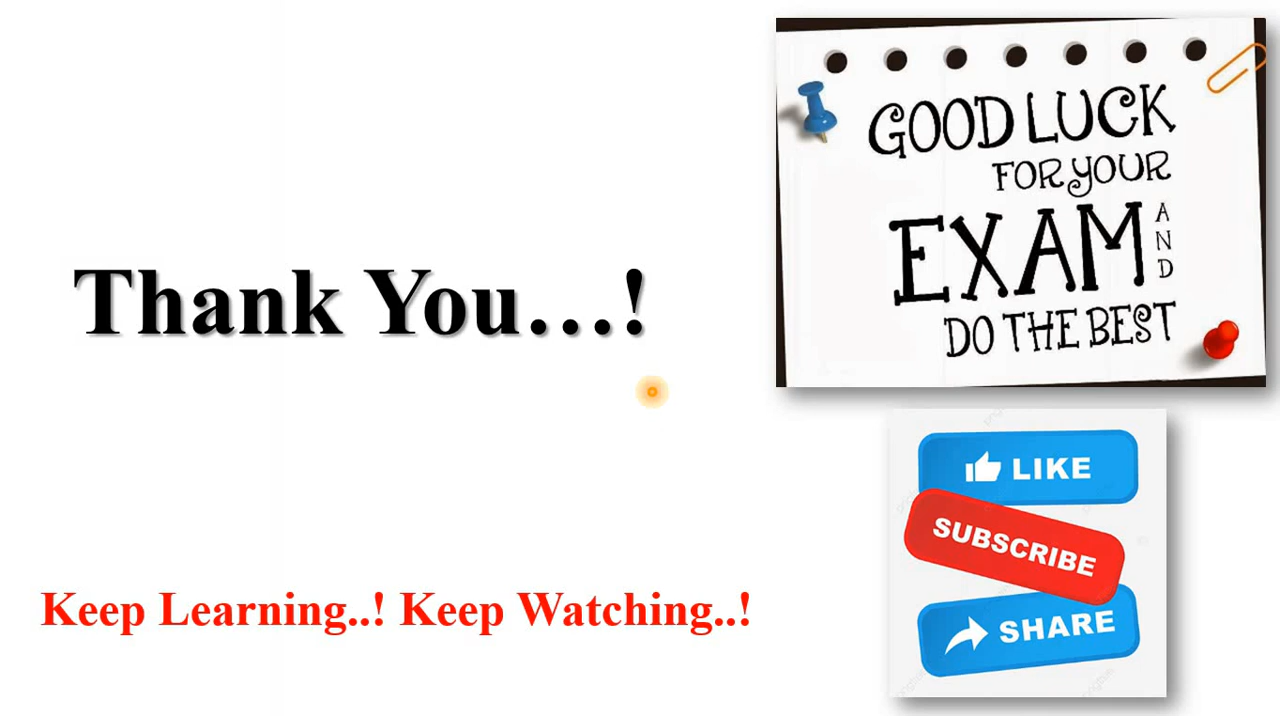 Thank You…!
Keep Learning..! Keep Watching..!
GOOD LUCK
FOR YOUR
EXAM AND
DO THE BEST
LIKE
SUBSCRIBE
SHARE